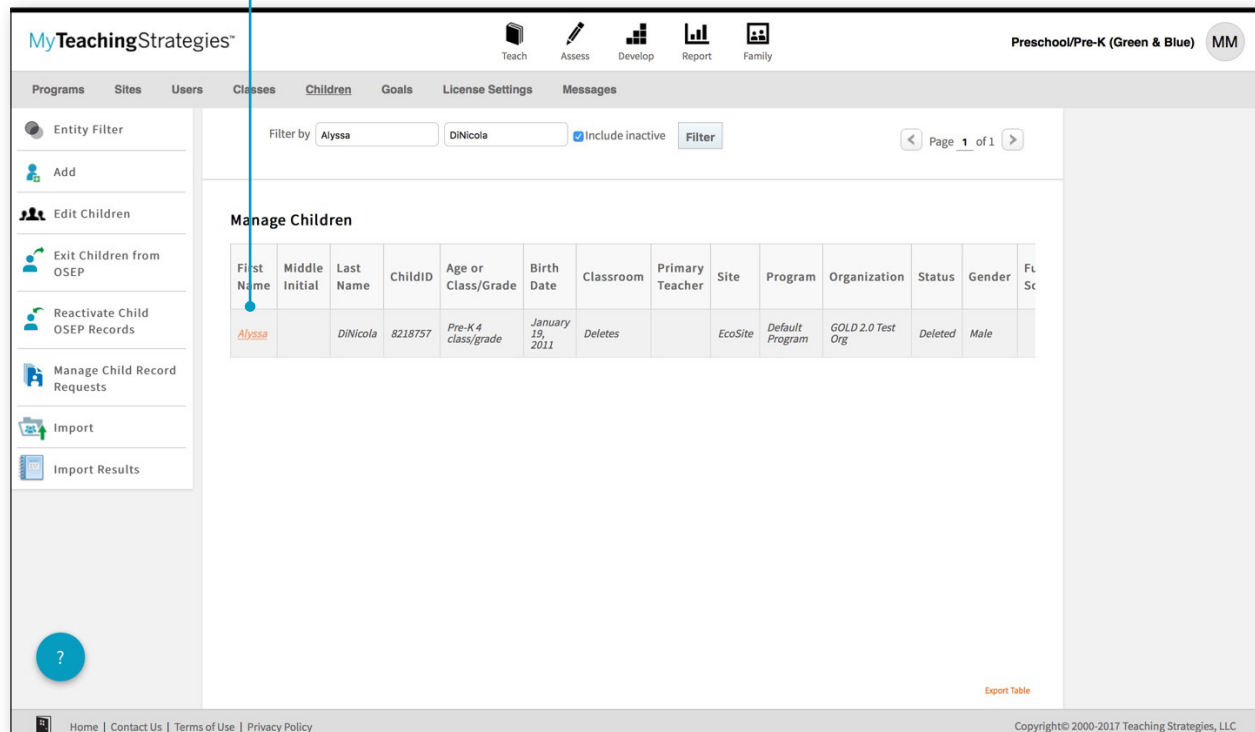 MyTeachingStrategies™
Teach Assess Develop Report Family
Preschool/Pre-K (Green & Blue) MM
Programs Sites Users Classes Children Goals License Settings Messages
Entity Filter
Add
Edit Children
Exit Children from
OSEP
Reactivate Child
OSEP Records
Manage Child Record
Requests
Import
Import Results
Filter by Alyssa DiNicola Include inactive Filter
Page 1 of 1
Manage Children
First Name Middle Initial Last Name ChildID Age or Class/Grade Birth Date Classroom Primary Teacher Site Program Organization Status Gender
Alyssa DiNicola 8218757 Pre-K 4 class/grade January 19, 2011 Deletes EcoSite Default Program GOLD 2.0 Test Org Deleted Male
?
Export Table
Home | Contact Us | Terms of Use | Privacy Policy
Copyright© 2000-2017 Teaching Strategies, LLC